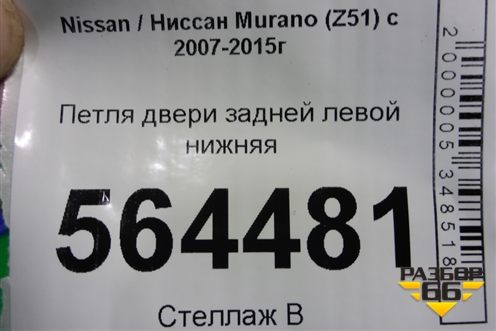 Nissan / Ниссан Murano (Z51) с
2007-2015г
Петля двери задней левой
нижняя
564481
Стеллаж В
2000005348518
РАЗБОР
66